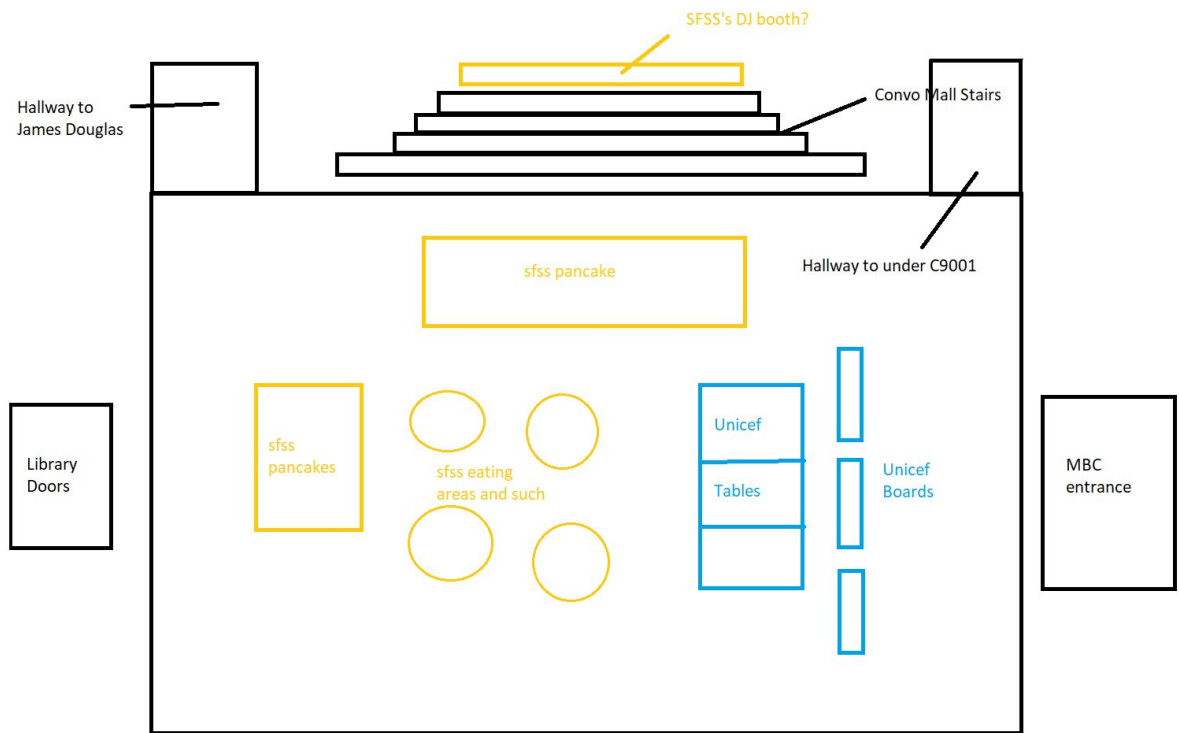 SFSS's DJ booth?
Hallway to
James Douglas
Convo Mall Stairs
Hallway to under C9001
sfss pancake
sfss
pancakes
sfss eating
areas and such
Unicef
Tables
Unicef
Boards
Library
Doors
MBC
entrance